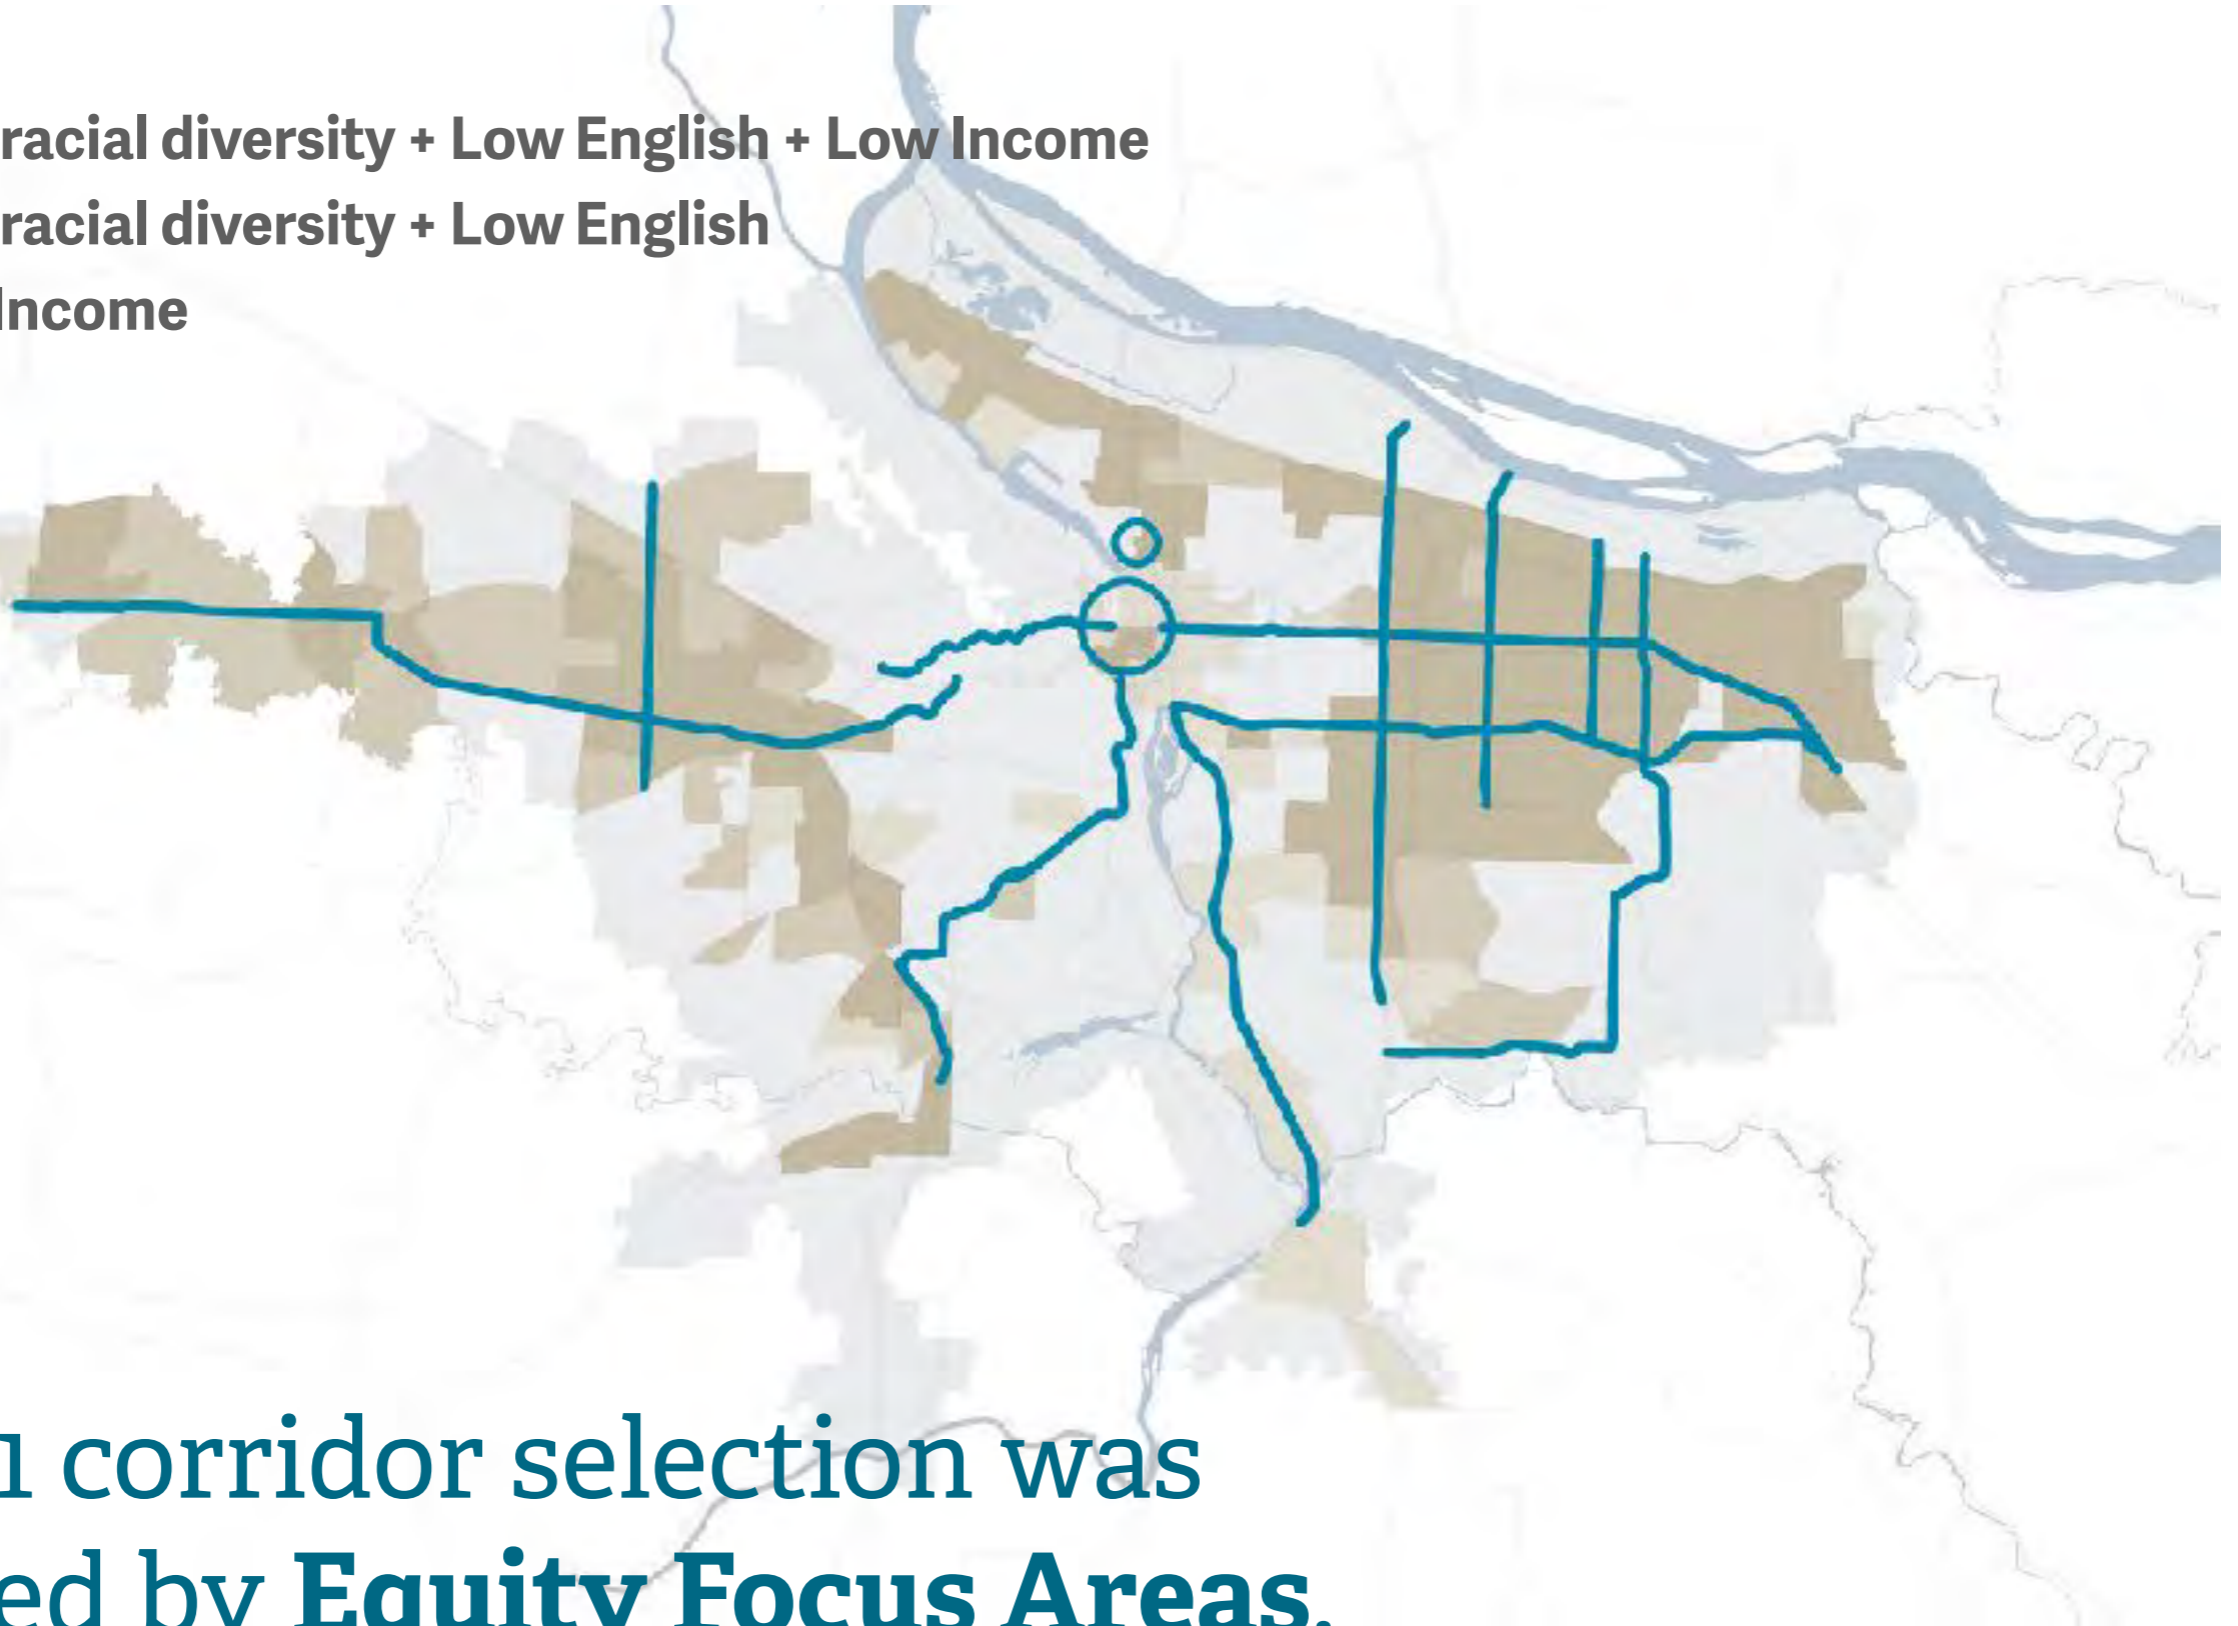 racial diversity + Low English + Low Income
racial diversity + Low English
Income
1 corridor selection was
ed by Equity Focus Areas.